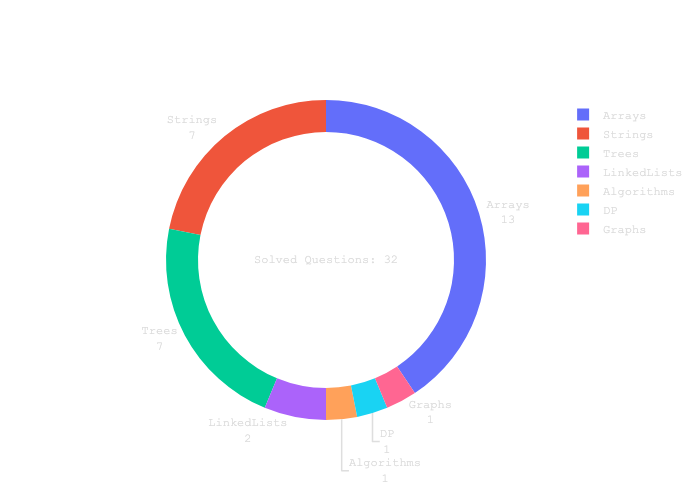 Strings
7
Arrays
13
Solved Questions: 32
Trees
7
LinkedLists
2
Graphs
1
DP
1
Algorithms
1
Arrays
Strings
Trees
LinkedLists
Algorithms
DP
Graphs